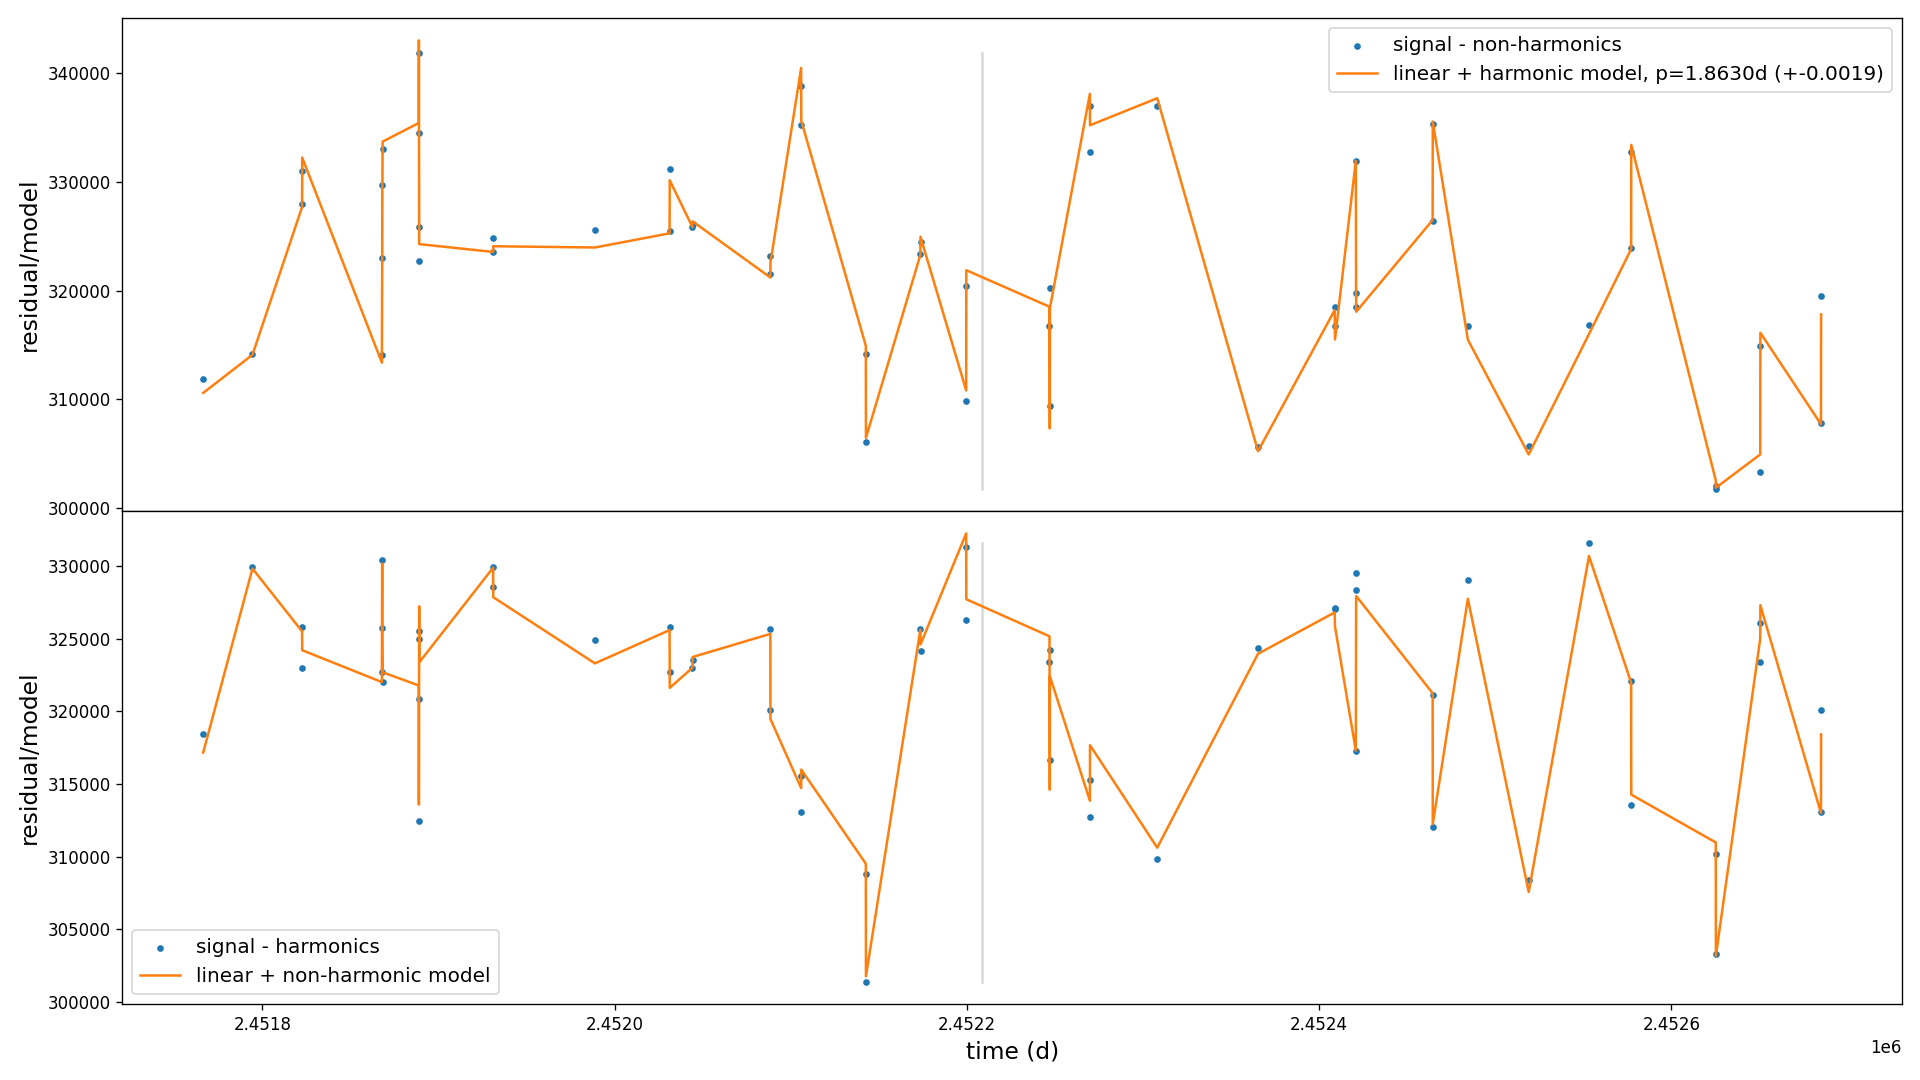 signal - non-harmonics
linear + harmonic model, p=1.8630d (+-0.0019)
340000
330000
320000
310000
300000
residual/model
330000
325000
320000
315000
310000
305000
300000
residual/model
signal - harmonics
linear + non-harmonic model
2.4518
2.4520
2.4522
2.4524
2.4526
1e6
time (d)